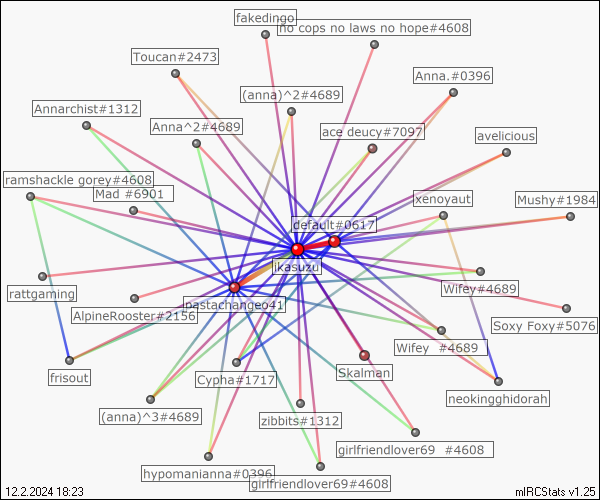 fakedingo
no cops no laws no hope#4608
Toucan#2473
Anna.#0396
(anna)^2#4689
Annarchist#1312
Anna^2#4689
ace deucy#7097
avelicious
ramshackle gorey#4608
Mad #6901
xenoyaut
Mushy#1984
default#0617
jkasuzu
Wifey#4689
rattgaming
pastachangeo41
AlpineRooster#2156
Soxy Foxy#5076
Wifey #4689
frisout
Cypha#1717
Skalman
neokingghidorah
(anna)^3#4689
zibbits#1312
girlfriendlover69 #4608
hypomanianna#0396
girlfriendlover69#4608
12.2.2024 18:23
mIRCStats v1.25